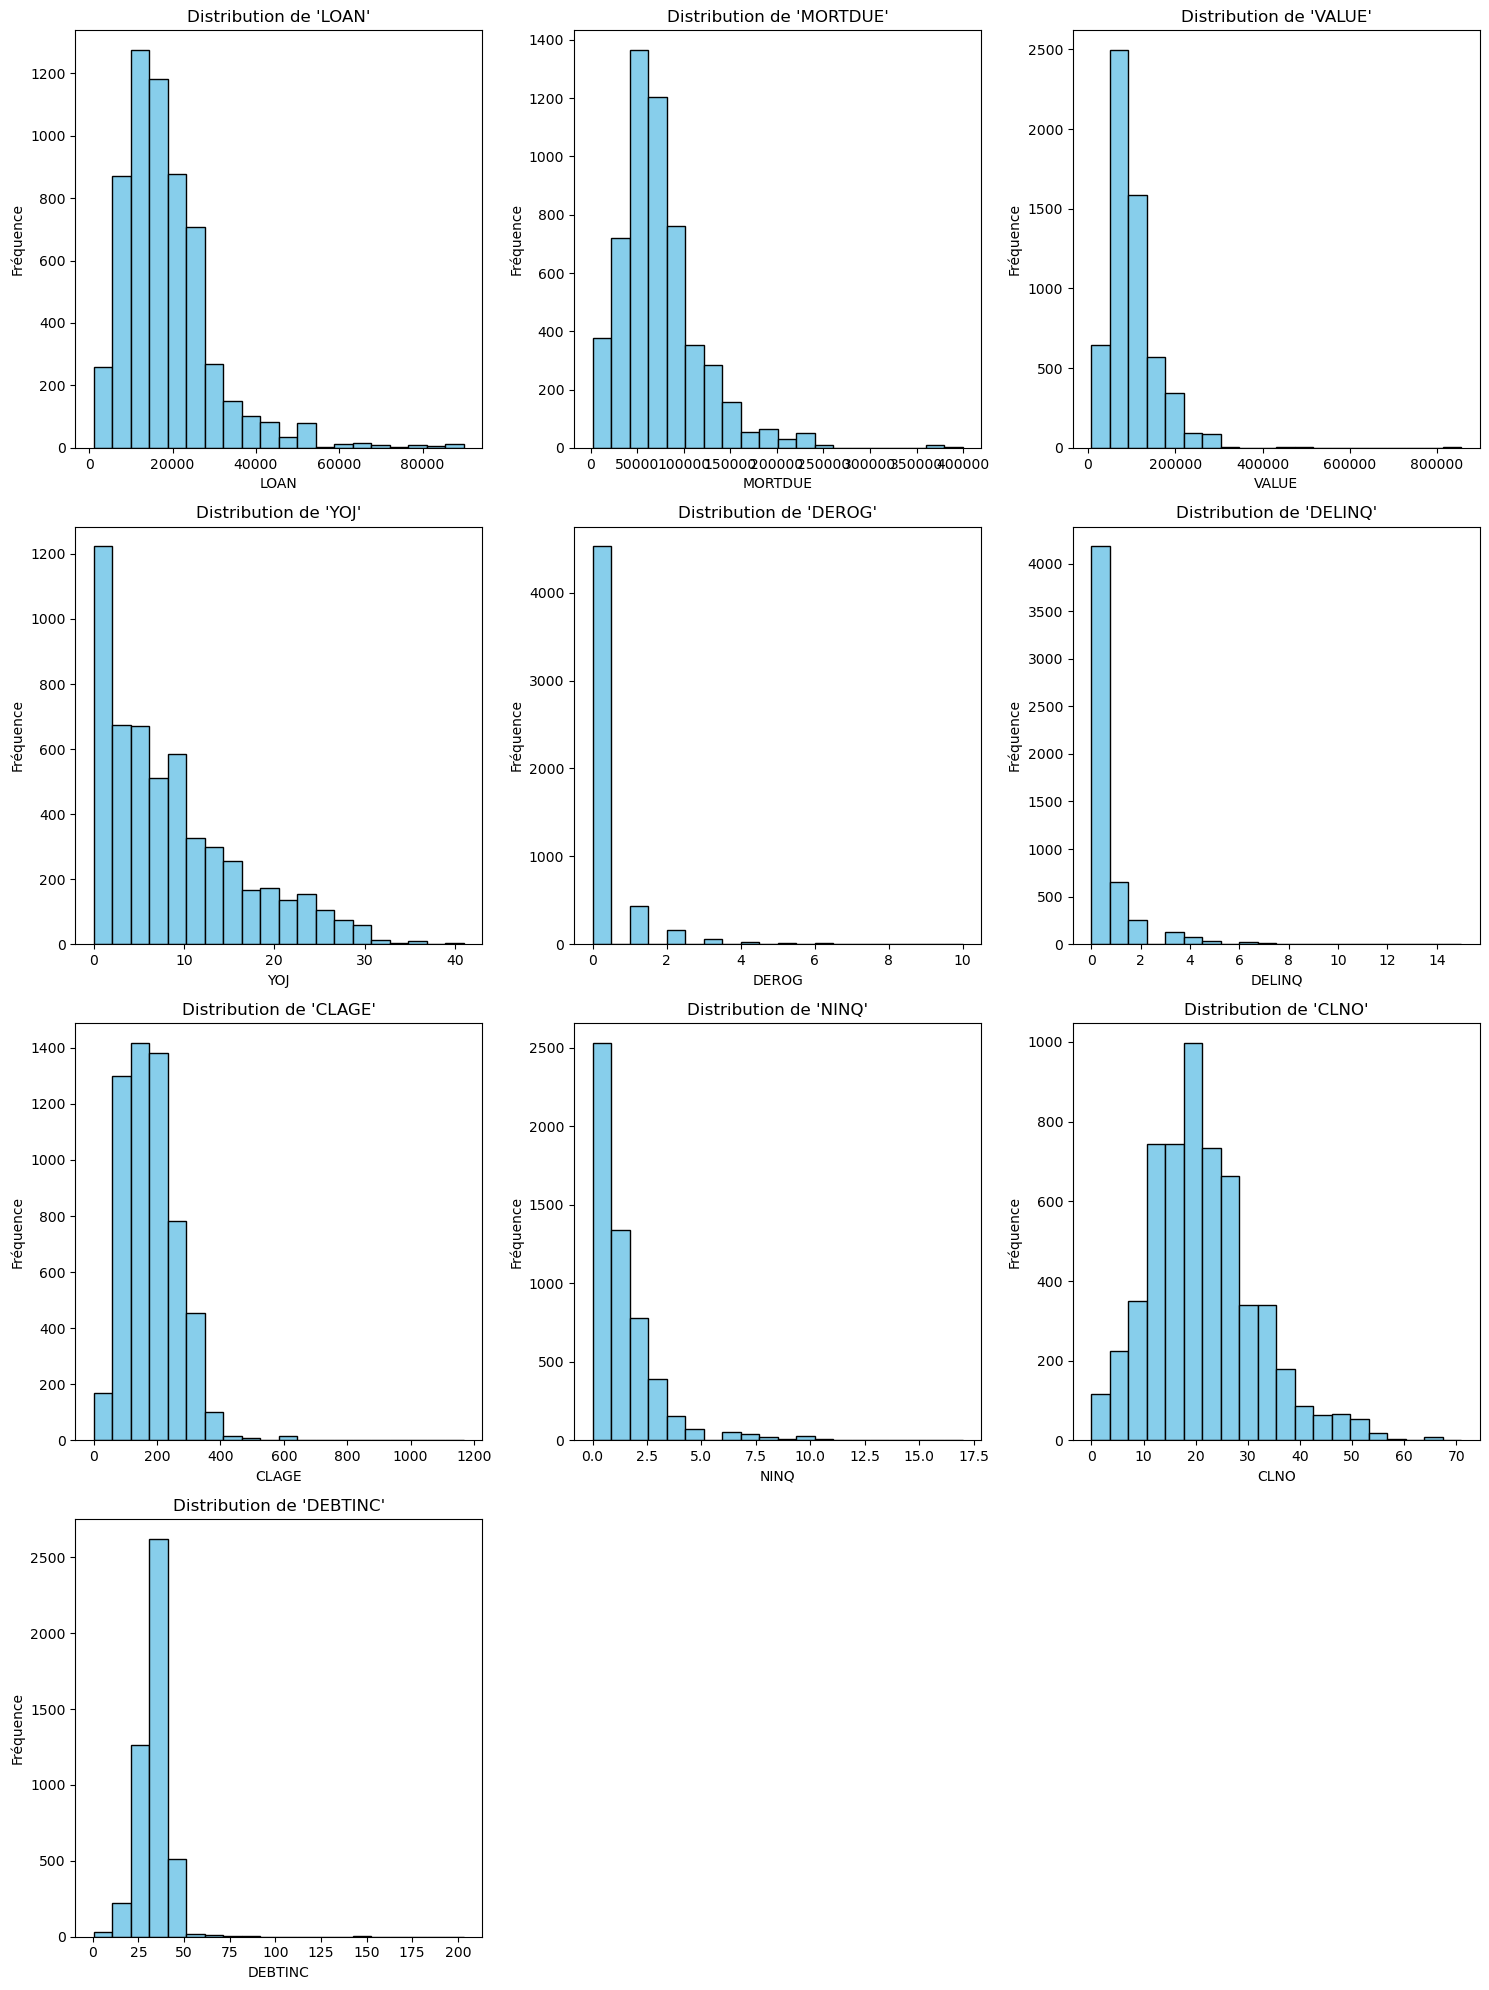 Distribution de 'LOAN'
Fréquence
1200
1000
800
600
400
200
0
0 20000 40000 60000 80000
LOAN
Distribution de 'MORTDUE'
Fréquence
1400
1200
1000
800
600
400
200
0
0 50000 100000 150000 200000 250000 300000 350000 400000
MORTDUE
Distribution de 'VALUE'
Fréquence
2500
2000
1500
1000
500
0
0 200000 400000 600000 800000
VALUE
Distribution de 'YOJ'
Fréquence
1200
1000
800
600
400
200
0
0 10 20 30 40
YOJ
Distribution de 'DEROG'
Fréquence
4000
3000
2000
1000
0
0 2 4 6 8 10
DEROG
Distribution de 'DELINQ'
Fréquence
4000
3500
3000
2500
2000
1500
1000
500
0
0 2 4 6 8 10 12 14
DELINQ
Distribution de 'CLAGE'
Fréquence
1400
1200
1000
800
600
400
200
0
0 200 400 600 800 1000 1200
CLAGE
Distribution de 'NINQ'
Fréquence
2500
2000
1500
1000
500
0
0.0 2.5 5.0 7.5 10.0 12.5 15.0 17.5
NINQ
Distribution de 'CLNO'
Fréquence
1000
800
600
400
200
0
0 10 20 30 40 50 60 70
CLNO
Distribution de 'DEBTINC'
Fréquence
2500
2000
1500
1000
500
0
0 25 50 75 100 125 150 175 200
DEBTINC